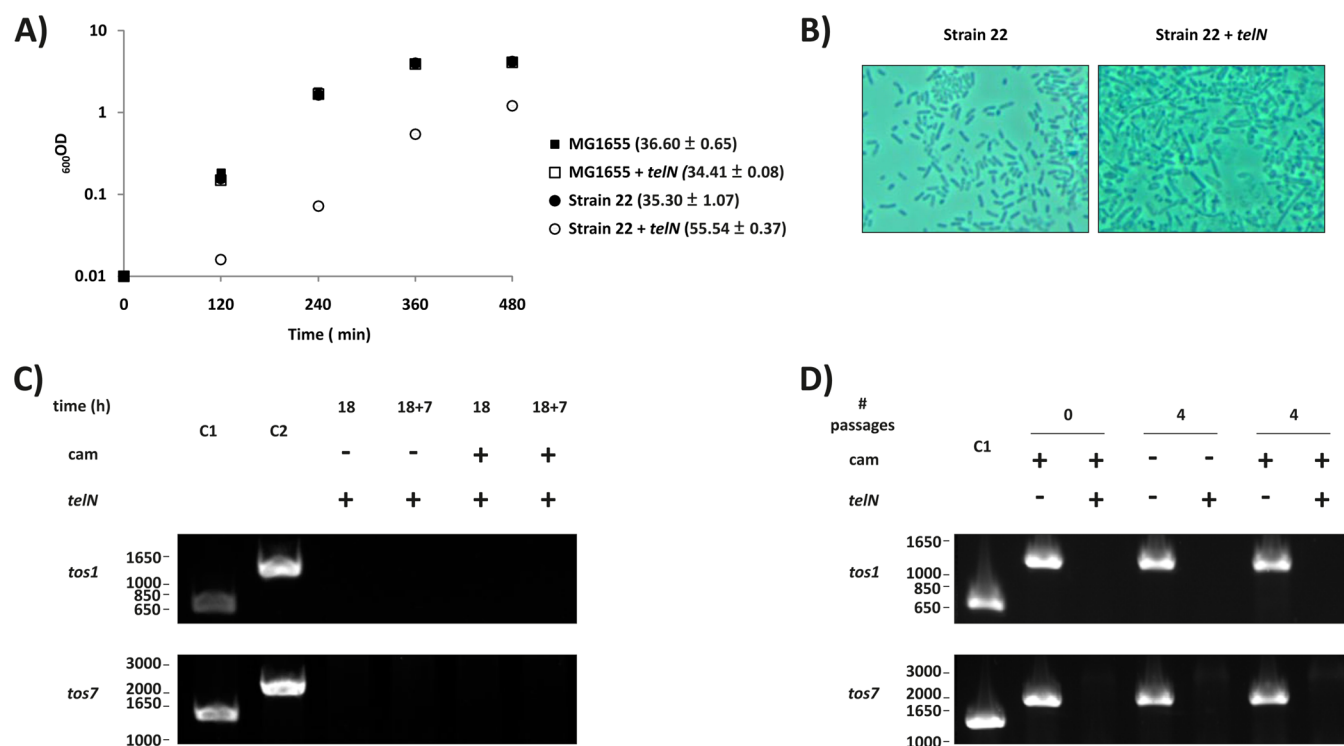 A)
10
1
0.1
0.01
600OD
0 120 240 360 480
Time ( min)
MG1655 (36.60 ± 0.65)
MG1655 + telN (34.41 ± 0.08)
Strain 22 (35.30 ± 1.07)
Strain 22 + telN (55.54 ± 0.37)
B)
Strain 22 Strain 22 + telN
C)
time (h) 18 18+7 18 18+7
C1 C2
cam - - + +
telN + + + +
tos1
1650
1000
850
650
tos7
3000
2000
1650
1000
D)
# passages 0 4 4
C1
cam + + - - + +
telN - + - + - +
tos1
1650
1000
850
650
tos7
3000
2000
1650
1000